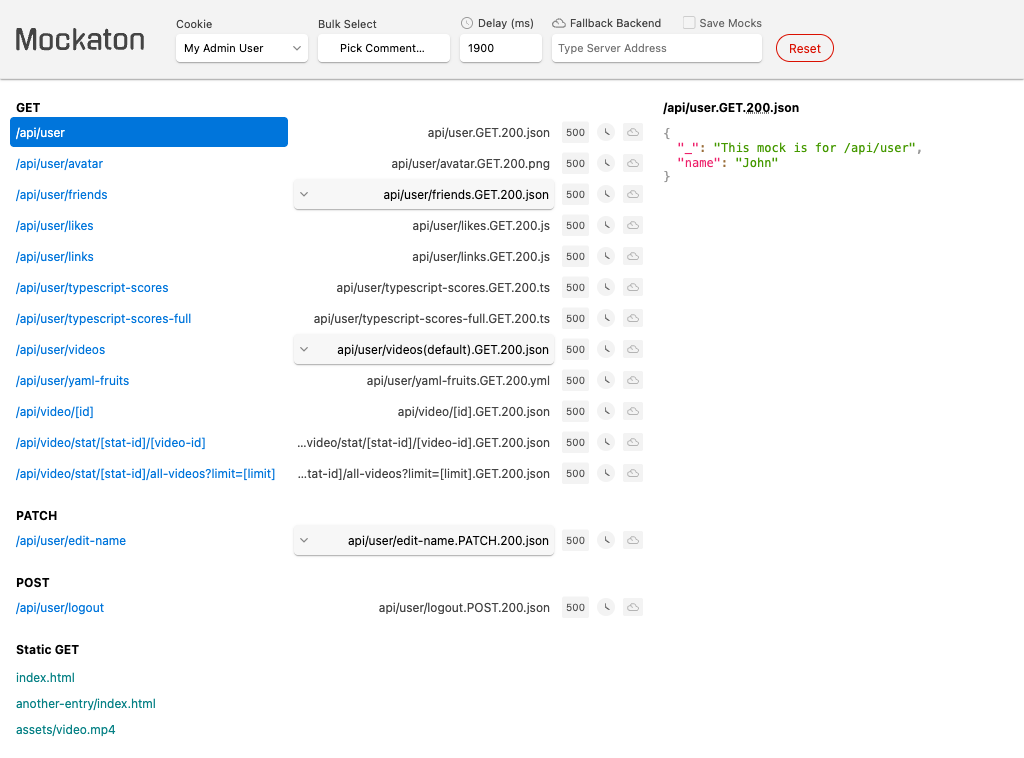 Mockaton
Cookie
My Admin User
Bulk Select
Pick Comment...
Delay (ms)
1900
Fallback Backend
Save Mocks
Type Server Address
Reset
GET
/api/user api/user.GET.200.json 500
/api/user/avatar api/user/avatar.GET.200.png 500
/api/user/friends api/user/friends.GET.200.json 500
/api/user/likes api/user/likes.GET.200.js 500
/api/user/links api/user/links.GET.200.js 500
/api/user/typescript-scores api/user/typescript-scores.GET.200.ts 500
/api/user/typescript-scores-full api/user/typescript-scores-full.GET.200.ts 500
/api/user/videos api/user/videos(default).GET.200.json 500
/api/user/yaml-fruits api/user/yaml-fruits.GET.200.yml 500
/api/video/[id] api/video/[id].GET.200.json 500
/api/video/stat/[stat-id]/[video-id] ...video/stat/[stat-id]/[video-id].GET.200.json 500
/api/video/stat/[stat-id]/all-videos?limit=[limit] ...tat-id]/all-videos?limit=[limit].GET.200.json 500
PATCH
/api/user/edit-name api/user/edit-name.PATCH.200.json 500
POST
/api/user/logout api/user/logout.POST.200.json 500
Static GET
index.html
another-entry/index.html
assets/video.mp4
/api/user.GET.200.json
{
"_": "This mock is for /api/user",
"name": "John"
}